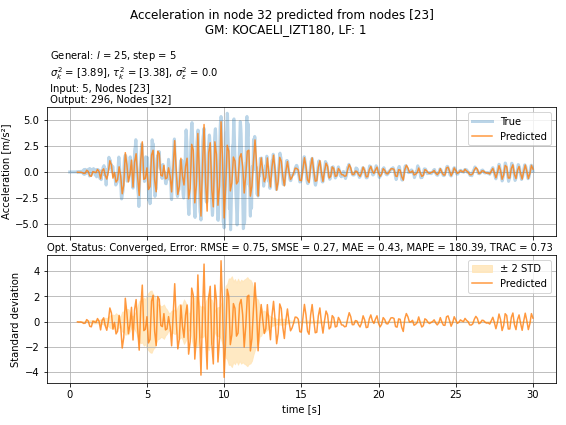 Acceleration in node 32 predicted from nodes [23]
GM: KOCAELI_IZT180, LF: 1
General: l = 25, step = 5
σ²ₖ = [3.89], τ²ₖ = [3.38], σ²ε = 0.0
Input: 5, Nodes [23]
Output: 296, Nodes [32]
Acceleration [m/s²]
5.0
2.5
0.0
−2.5
−5.0
True
Predicted
Opt. Status: Converged, Error: RMSE = 0.75, SMSE = 0.27, MAE = 0.43, MAPE = 180.39, TRAC = 0.73
Standard deviation
4
2
0
−2
−4
± 2 STD
Predicted
0 5 10 15 20 25 30
time [s]